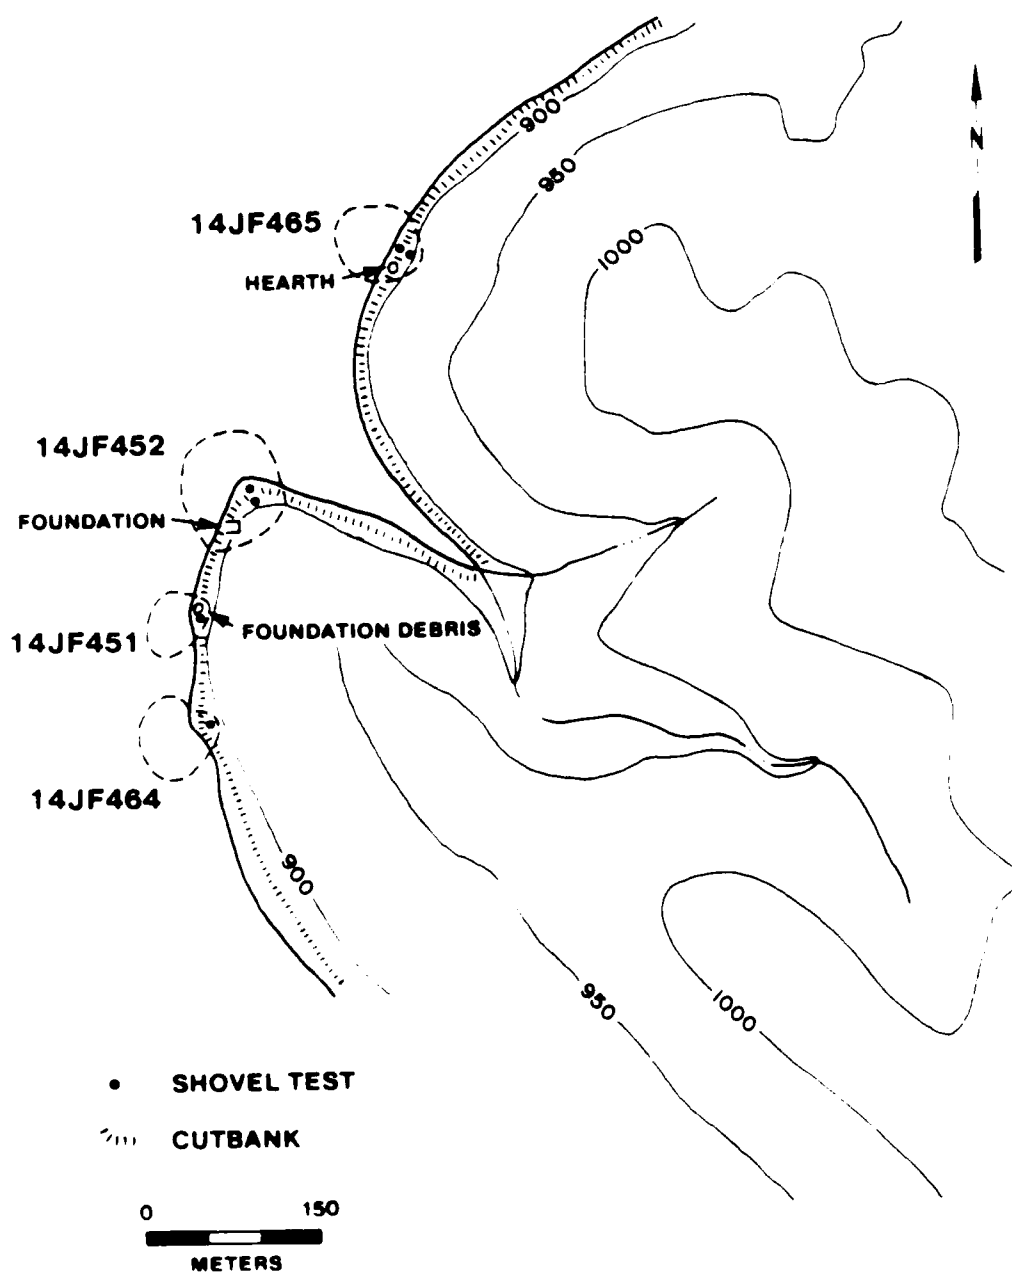 900
950
N
14JF465
1000
HEARTH
14JF452
FOUNDATION
14JF451
FOUNDATION DEBRIS
14JF464
900
950
1000
SHOVEL TEST
CUTBANK
0 150
METERS